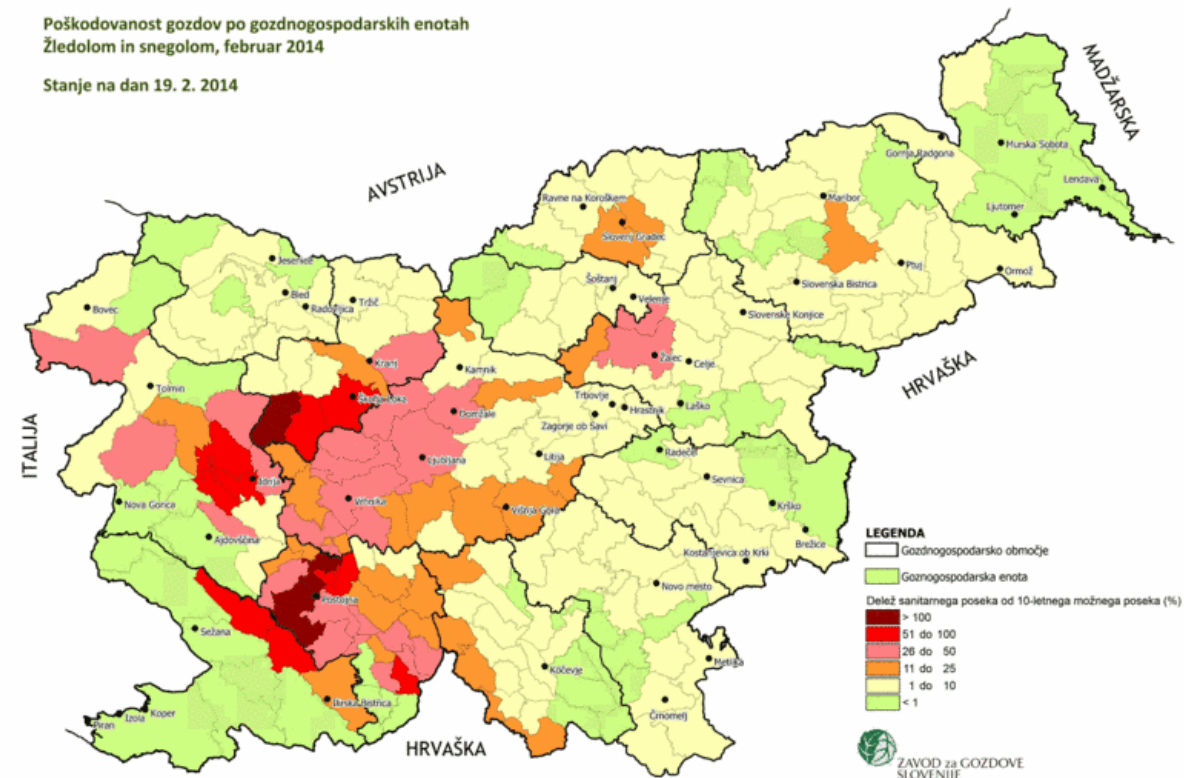 Poškodovanost gozdov po gozdnogospodarskih enotah
Žledolom in snegolom, februar 2014
Stanje na dan 19. 2. 2014
MADŽARSKA
AVSTRIJA
Gornja Radgona
Murska Sobota
Lendava
Ljutomer
Ravne na Koroškem
Maribor
Slovenj Gradec
Ptuj
Ormož
Jesenice
Šoštanj
Velenje
Slovenska Bistrica
Bled
Radovljica
Tržič
Bovec
Slovenske Konjice
Kranj
Kamnik
Žalec
Celje
HRVAŠKA
Tolmin
Škofja Loka
Domžale
Trbovlje
Hrastnik
Laško
Zagorje ob Savi
ITALIJA
Ljubljana
Litija
Radeče
Idrija
Sevnica
Nova Gorica
Vrhnika
Višnja Gora
Krško
Ajdovščina
Brežice
Kostanjevica ob Krki
Postojna
Novo mesto
Sežana
Kočevje
Metlika
Ilirska Bistrica
Črnomelj
Koper
Izola
Piran
HRVAŠKA
LEGENDA
Gozdnogospodarsko območje
Goznogospodarska enota
Delež sanitarnega poseka od 10-letnega možnega poseka (%)
> 100
51 do 100
26 do 50
11 do 25
1 do 10
< 1
ZAVOD za GOZDOVE
SLOVENIJE